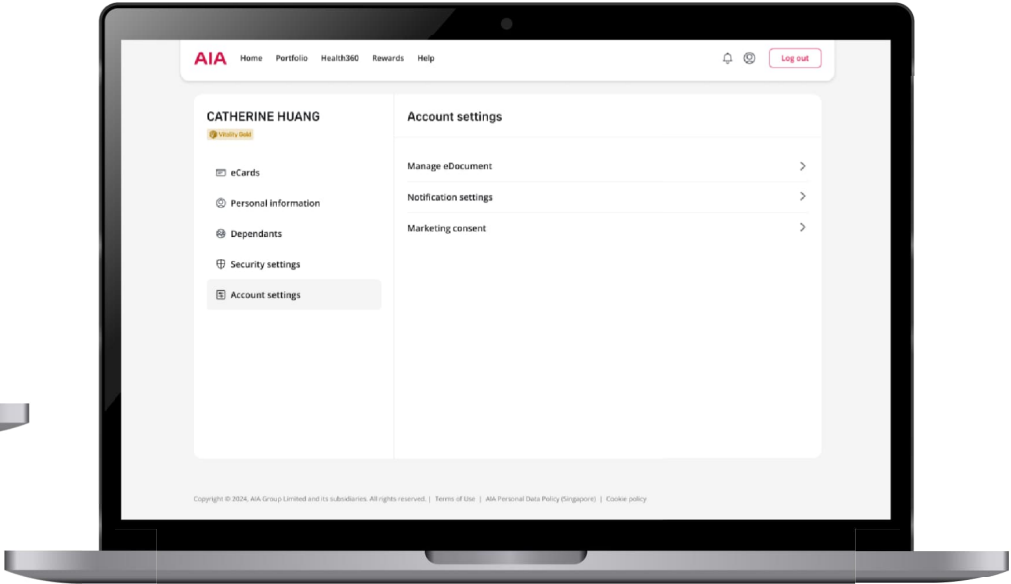 AIA Home Portfolio Health360 Rewards Help Log out
CATHERINE HUANG
Vitality Gold
eCards
Personal information
Dependants
Security settings
Account settings
Account settings
Manage eDocument
Notification settings
Marketing consent
Copyright © 2024, AIA Group Limited and its subsidiaries. All rights reserved. | Terms of Use | AIA Personal Data Policy (Singapore) | Cookie policy